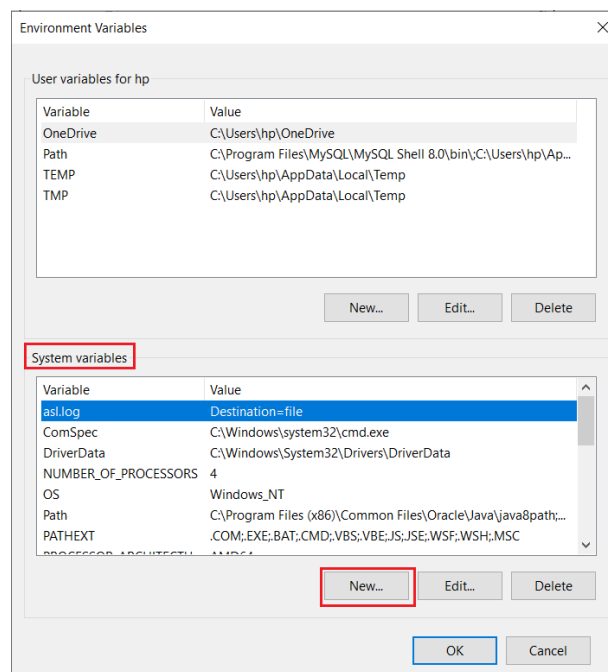 Environment Variables
User variables for hp
Variable Value
OneDrive C:\Users\hp\OneDrive
Path C:\Program Files\MySQL\MySQL Shell 8.0\bin\;C:\Users\hp\Ap...
TEMP C:\Users\hp\AppData\Local\Temp
TMP C:\Users\hp\AppData\Local\Temp
New... Edit... Delete
System variables
Variable Value
asl.log Destination=file
ComSpec C:\Windows\system32\cmd.exe
DriverData C:\Windows\System32\Drivers\DriverData
NUMBER_OF_PROCESSORS 4
OS Windows_NT
Path C:\Program Files (x86)\Common Files\Oracle\Java\java8path;...
PATHEXT .COM;.EXE;.BAT;.CMD;.VBS;.VBE;.JS;.JSE;.WSF;.WSH;.MSC
New... Edit... Delete
OK Cancel